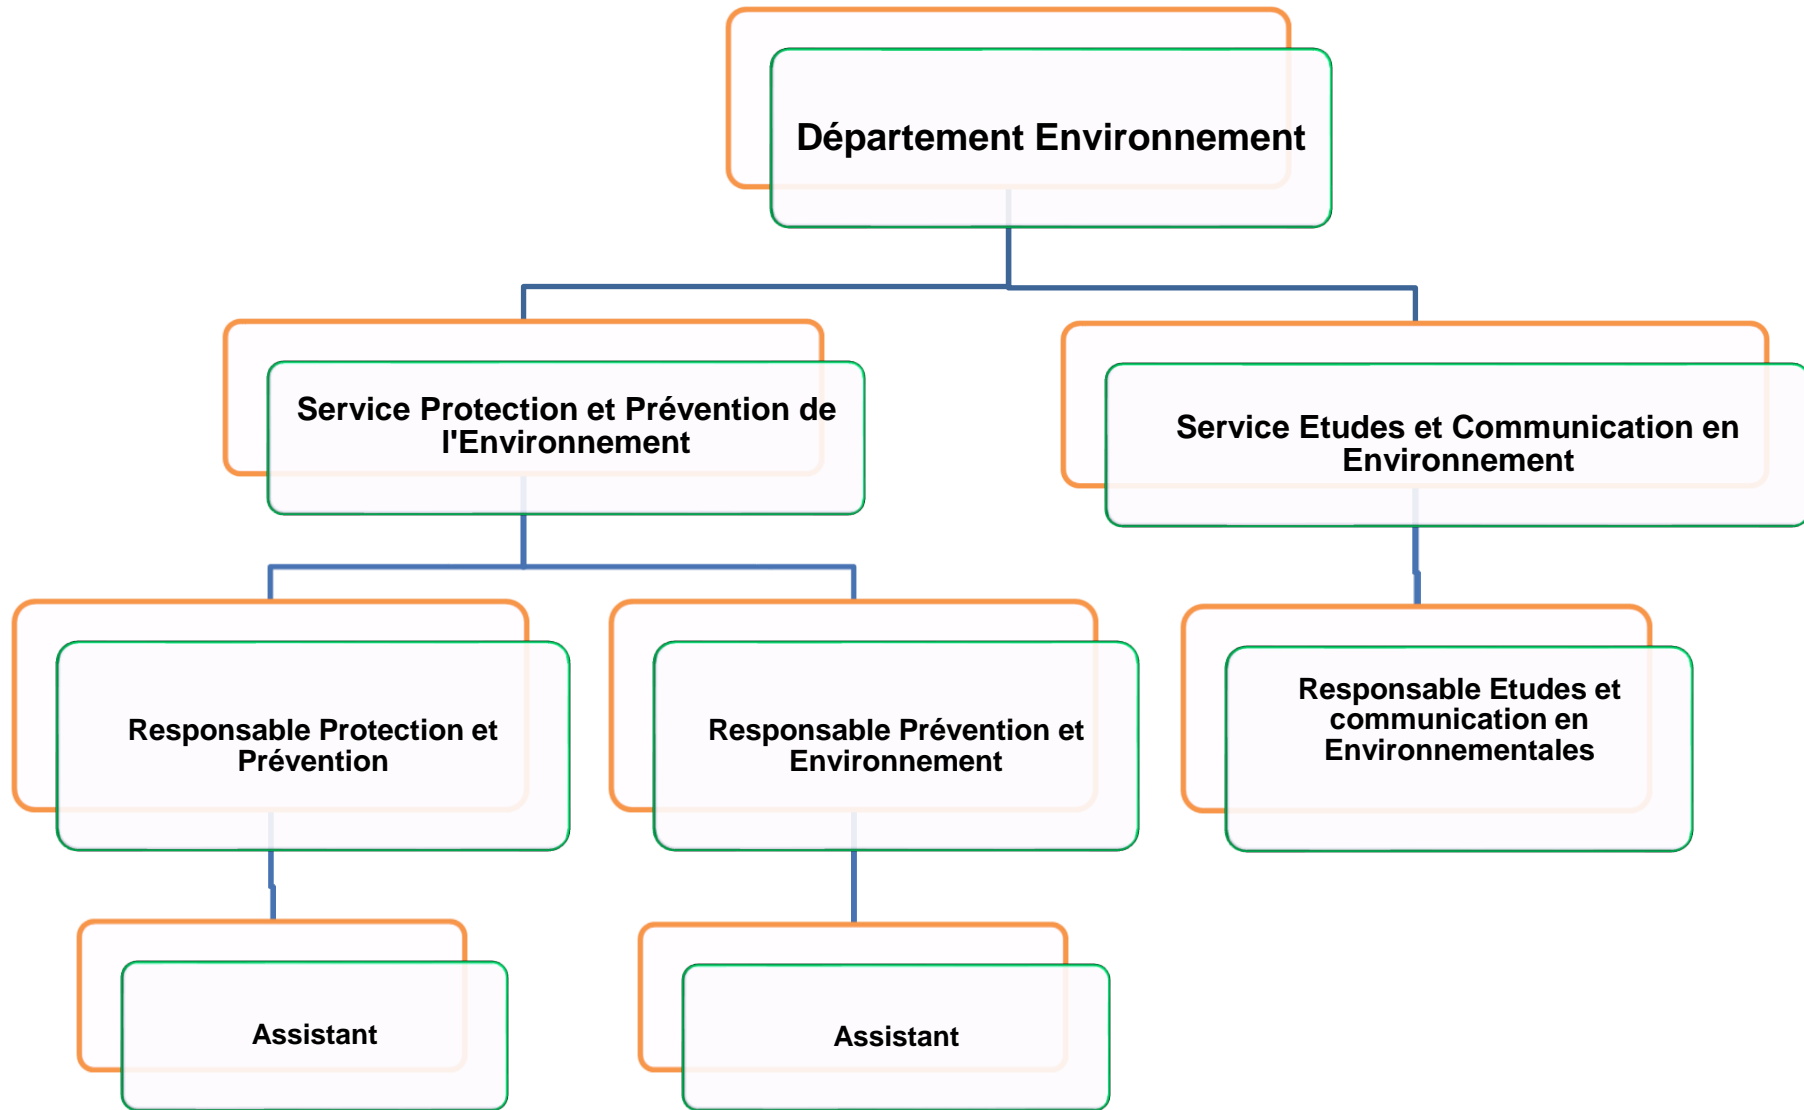 Département Environnement
Service Protection et Prévention de
l'Environnement
Service Etudes et Communication en
Environnement
Responsable Protection et
Prévention
Responsable Prévention et
Environnement
Responsable Etudes et
communication en
Environnementales
Assistant
Assistant